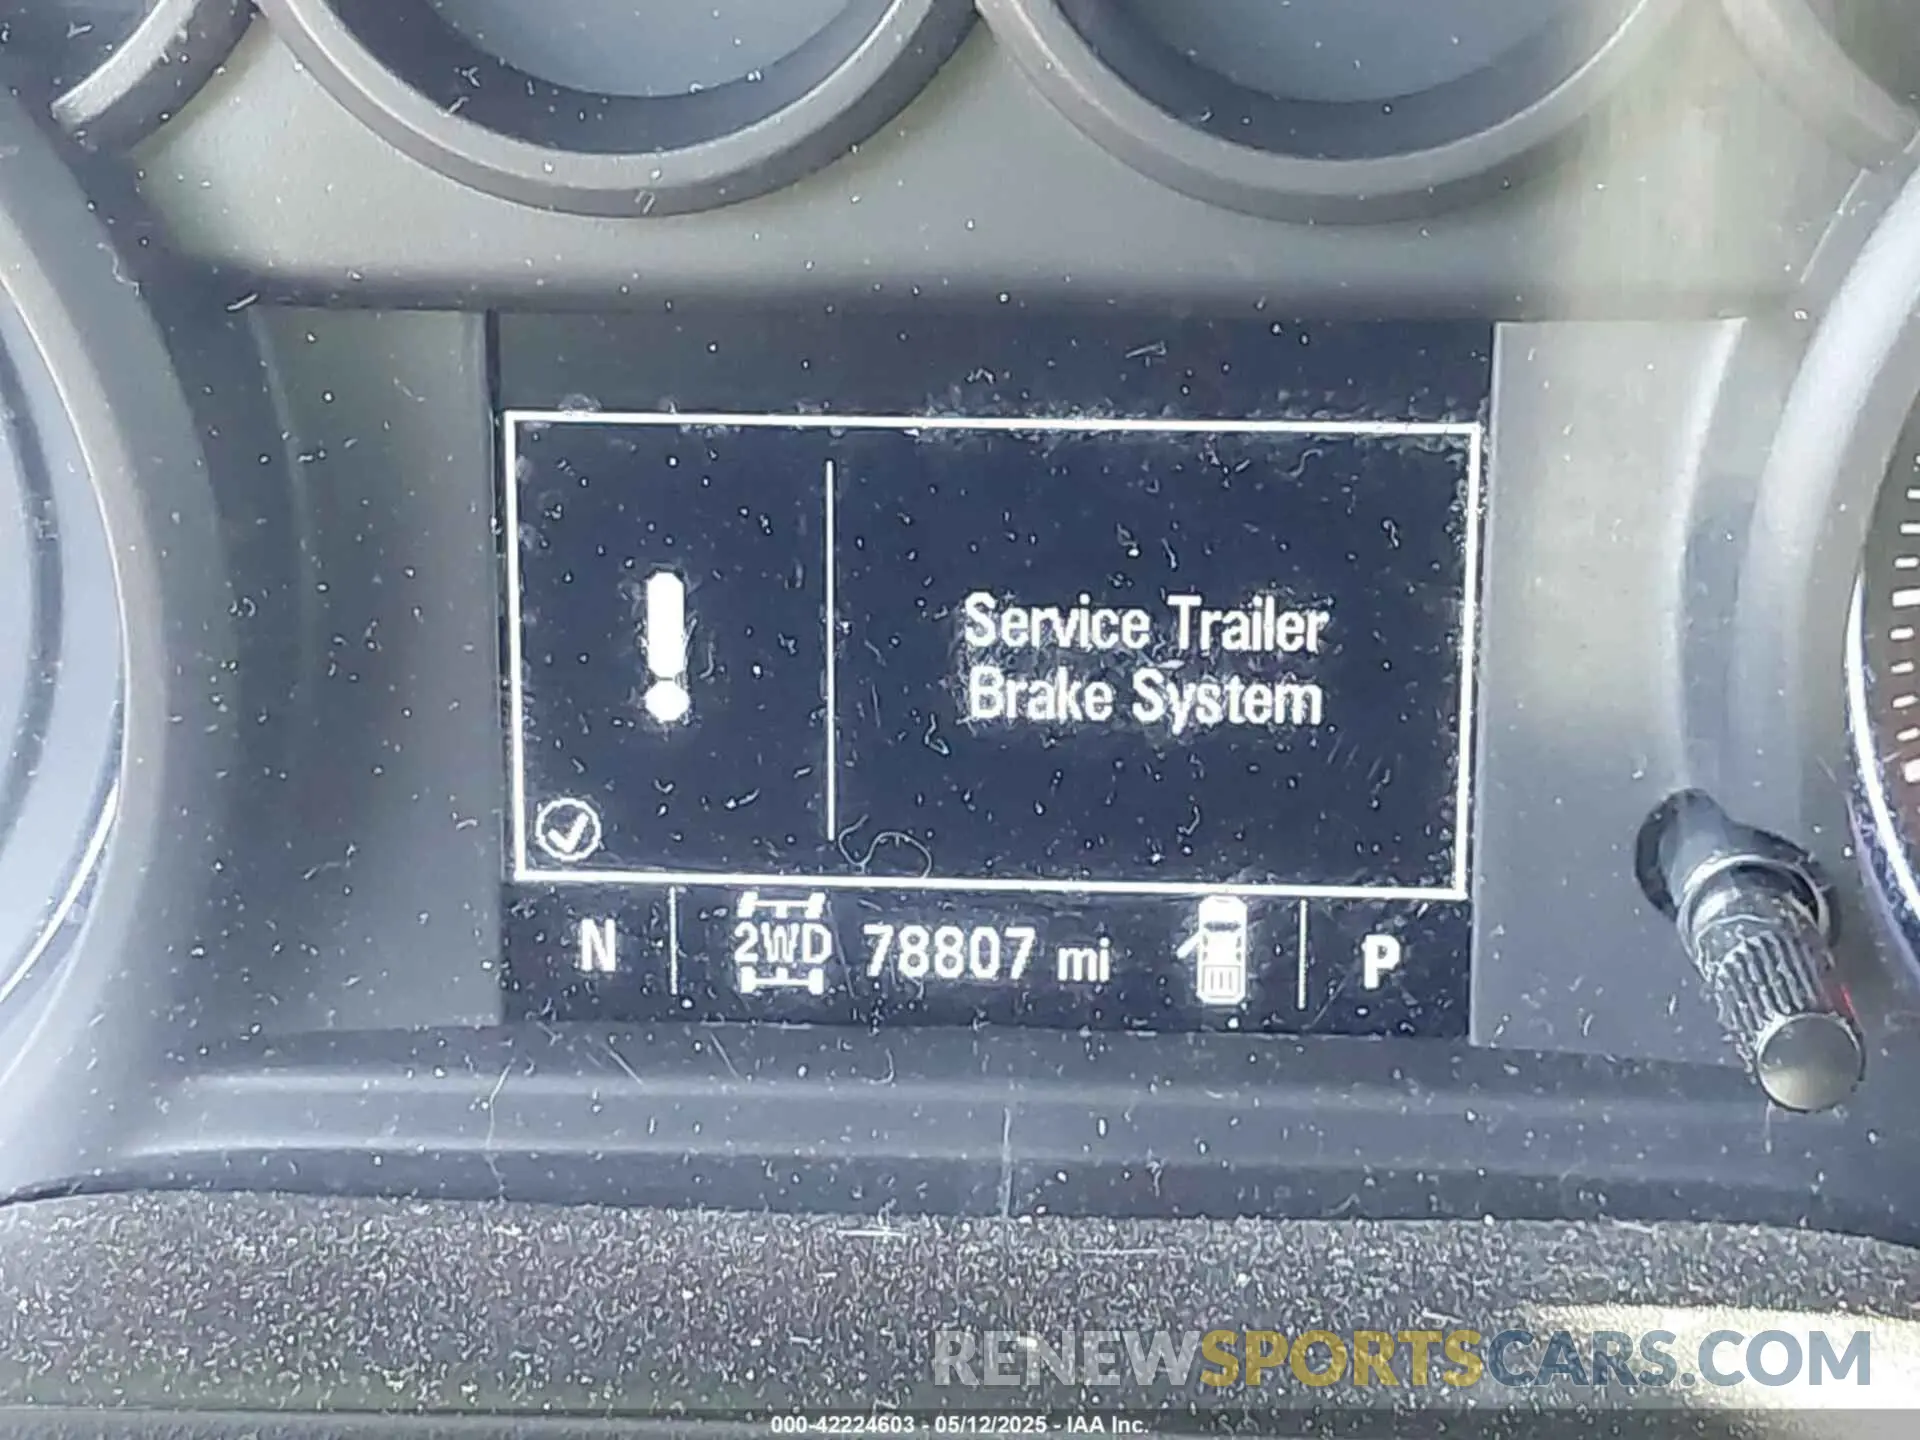 Service Trailer
Brake System
N 2WD 78807 mi P
RENEWSPORTSCARS.COM
000-42224603 - 05/12/2025 - IAA Inc.